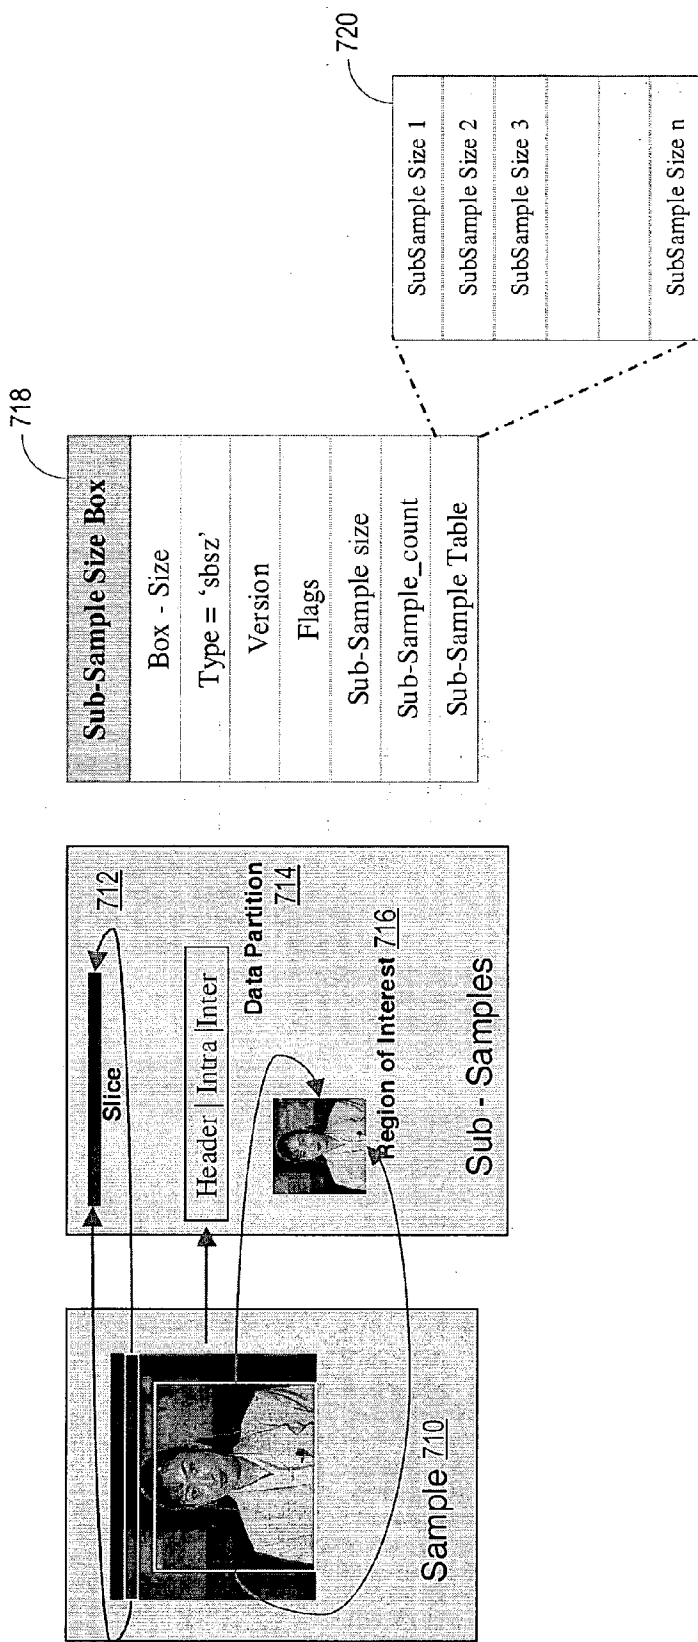 Sample 710
Slice
712
Header | Intra | Inter
Data Partition
714
Region of Interest 716
Sub - Samples
718
Sub-Sample Size Box
Box - Size
Type = ‘sbsz’
Version
Flags
Sub-Sample size
Sub-Sample_count
Sub-Sample Table
720
SubSample Size 1
SubSample Size 2
SubSample Size 3
SubSample Size n